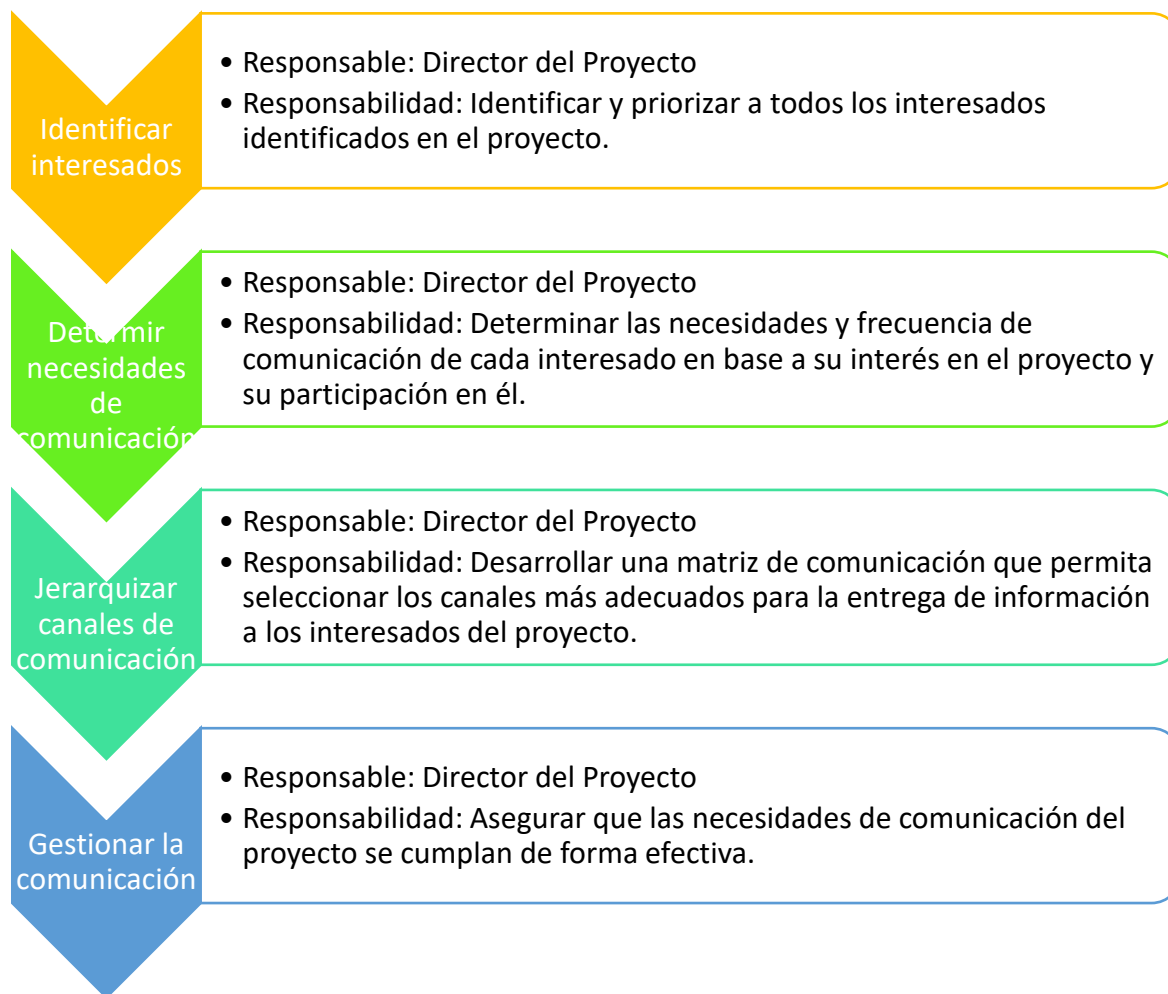 Identificar
interesados
• Responsable: Director del Proyecto
• Responsabilidad: Identificar y priorizar a todos los interesados
identificados en el proyecto.
Determir
necesidades
de
comunicación
• Responsable: Director del Proyecto
• Responsabilidad: Determinar las necesidades y frecuencia de
comunicación de cada interesado en base a su interés en el proyecto y
su participación en él.
Jerarquizar
canales de
comunicación
• Responsable: Director del Proyecto
• Responsabilidad: Desarrollar una matriz de comunicación que permita
seleccionar los canales más adecuados para la entrega de información
a los interesados del proyecto.
Gestionar la
comunicación
• Responsable: Director del Proyecto
• Responsabilidad: Asegurar que las necesidades de comunicación del
proyecto se cumplan de forma efectiva.